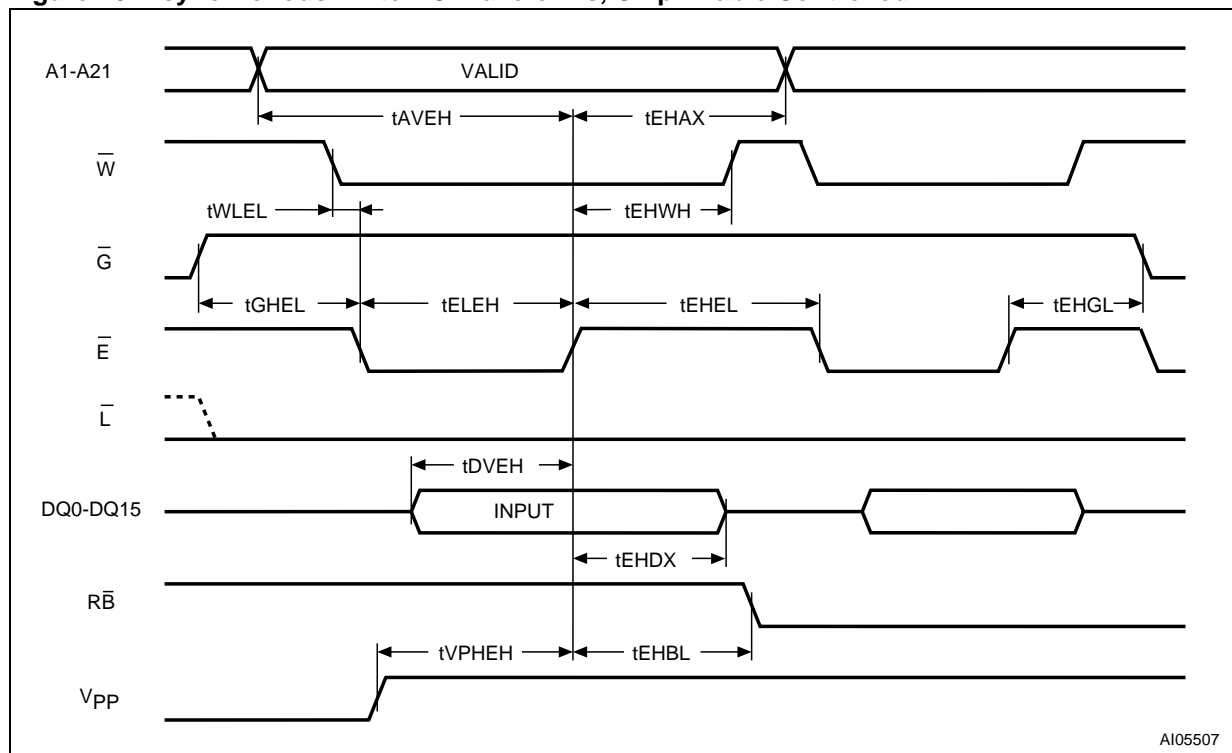 A1-A21
VALID
tAVEH
tEHAX
W̅
tWLEL
tEHWH
G̅
tGHEL
tELEH
tEHEL
tEHGL
E̅
L̅
tDVEH
DQ0-DQ15
INPUT
tEHDX
RB̅
tVPHEH
tEHBL
VPP
AI05507